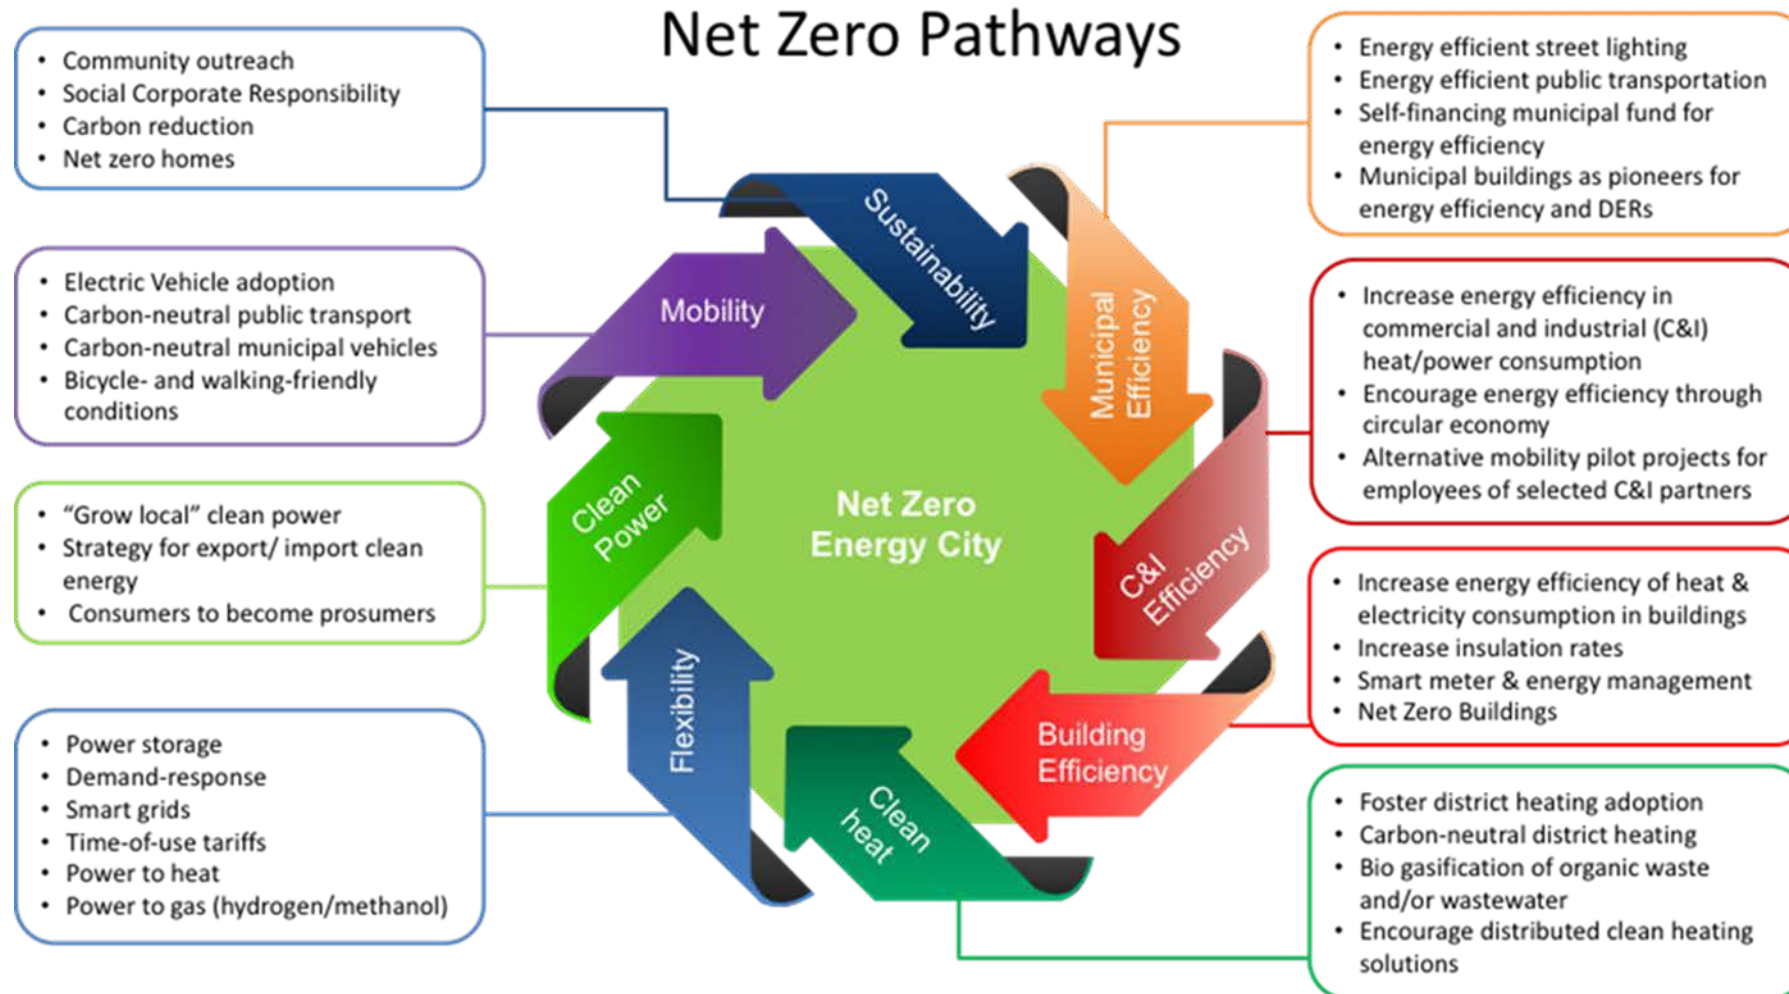 Net Zero Pathways
• Community outreach
• Social Corporate Responsibility
• Carbon reduction
• Net zero homes
• Electric Vehicle adoption
• Carbon-neutral public transport
• Carbon-neutral municipal vehicles
• Bicycle- and walking-friendly
conditions
• “Grow local” clean power
• Strategy for export/ import clean
energy
• Consumers to become prosumers
• Power storage
• Demand-response
• Smart grids
• Time-of-use tariffs
• Power to heat
• Power to gas (hydrogen/methanol)
Sustainability
Municipal
Efficiency
C&I
Efficiency
Building
Efficiency
Clean
heat
Flexibility
Clean
Power
Mobility
Net Zero
Energy City
• Energy efficient street lighting
• Energy efficient public transportation
• Self-financing municipal fund for
energy efficiency
• Municipal buildings as pioneers for
energy efficiency and DERs
• Increase energy efficiency in
commercial and industrial (C&I)
heat/power consumption
• Encourage energy efficiency through
circular economy
• Alternative mobility pilot projects for
employees of selected C&I partners
• Increase energy efficiency of heat &
electricity consumption in buildings
• Increase insulation rates
• Smart meter & energy management
• Net Zero Buildings
• Foster district heating adoption
• Carbon-neutral district heating
• Bio gasification of organic waste
and/or wastewater
• Encourage distributed clean heating
solutions